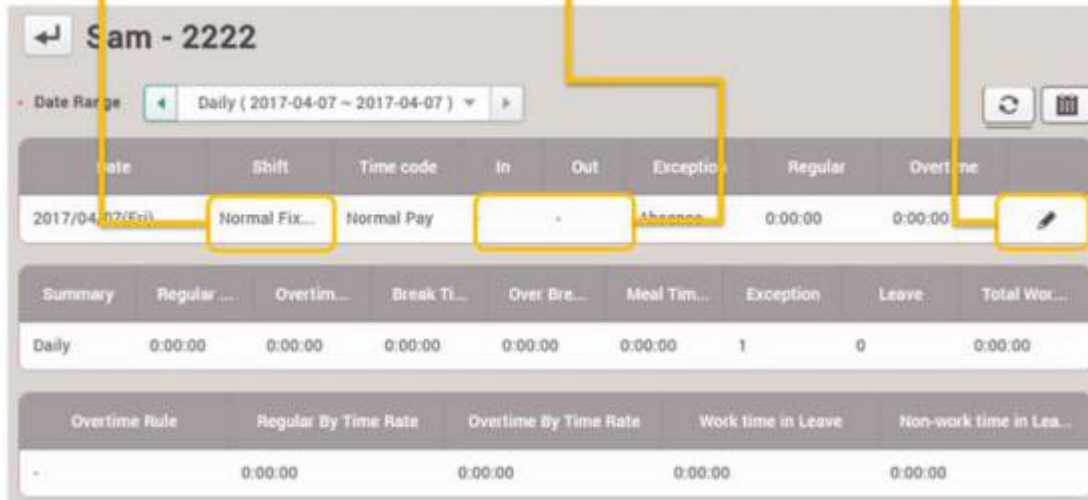 Sam - 2222
Date Range Daily ( 2017-04-07 ~ 2017-04-07 )
Date Shift Time code In Out Exception Regular Overtime
2017/04/07(Fri) Normal Fix... Normal Pay - - Absence 0:00:00 0:00:00
Summary Regular ... Overtim... Break Ti... Over Bre... Meal Tim... Exception Leave Total Wor...
Daily 0:00:00 0:00:00 0:00:00 0:00:00 0:00:00 1 0 0:00:00
Overtime Rule Regular By Time Rate Overtime By Time Rate Work time in Leave Non-work time in Lea...
- 0:00:00 0:00:00 0:00:00 0:00:00